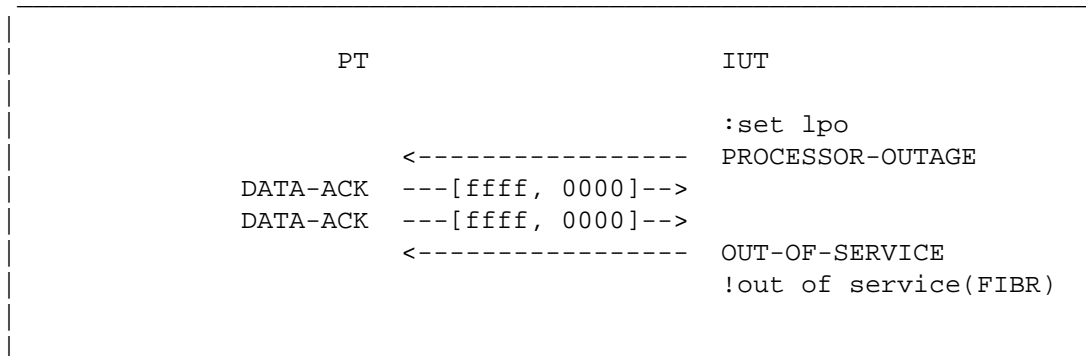 PT IUT
:set lpo
<----------------- PROCESSOR-OUTAGE
DATA-ACK ---[ffff, 0000]-->
DATA-ACK ---[ffff, 0000]-->
<----------------- OUT-OF-SERVICE
!out of service(FIBR)